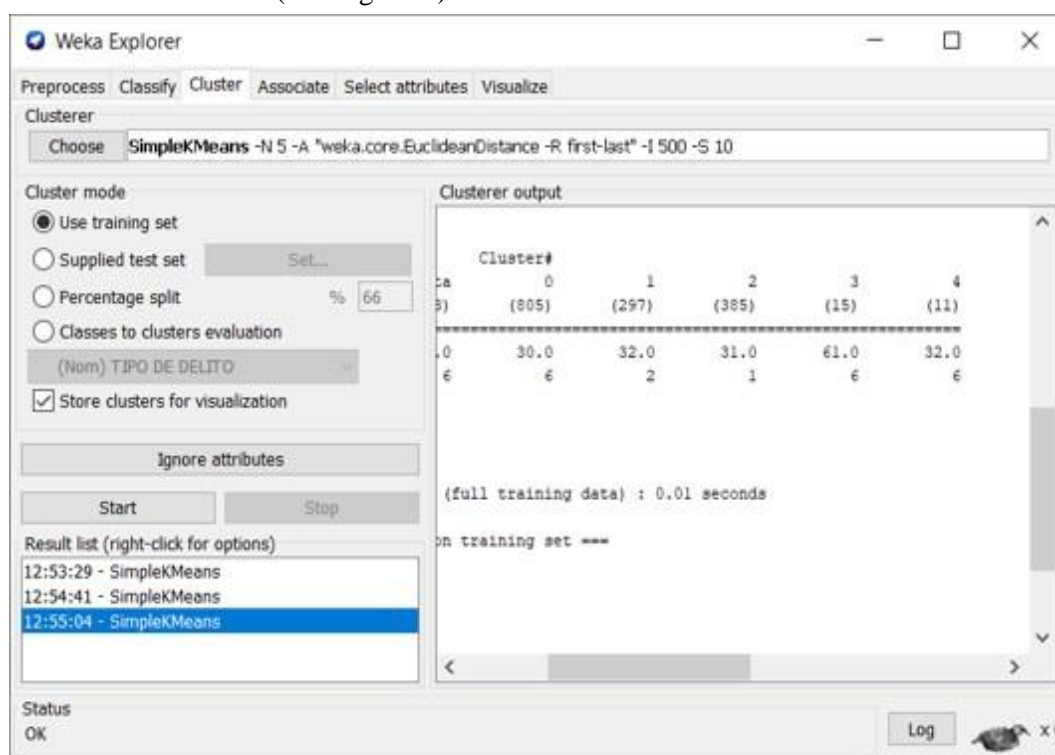 Weka Explorer
Preprocess Classify Cluster Associate Select attributes Visualize
Clusterer
Choose SimpleKMeans -N 5 -A "weka.core.EuclideanDistance -R first-last" -I 500 -S 10
Cluster mode
Use training set
Supplied test set Set...
Percentage split % 66
Classes to clusters evaluation
(Nom) TIPO DE DELITO
Store clusters for visualization
Ignore attributes
Start Stop
Result list (right-click for options)
12:53:29 - SimpleKMeans
12:54:41 - SimpleKMeans
12:55:04 - SimpleKMeans
Clusterer output
Cluster#
ta 0 1 2 3 4
3) (805) (297) (385) (15) (11)
==========================================================
.0 30.0 32.0 31.0 61.0 32.0
6 6 2 1 6 6
(full training data) : 0.01 seconds
on training set ===
Status
OK
Log x